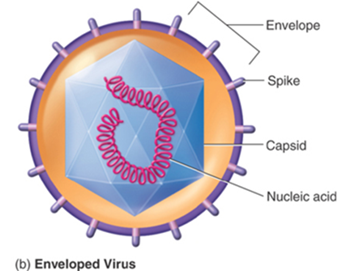 Envelope
Spike
Capsid
Nucleic acid
(b) Enveloped Virus